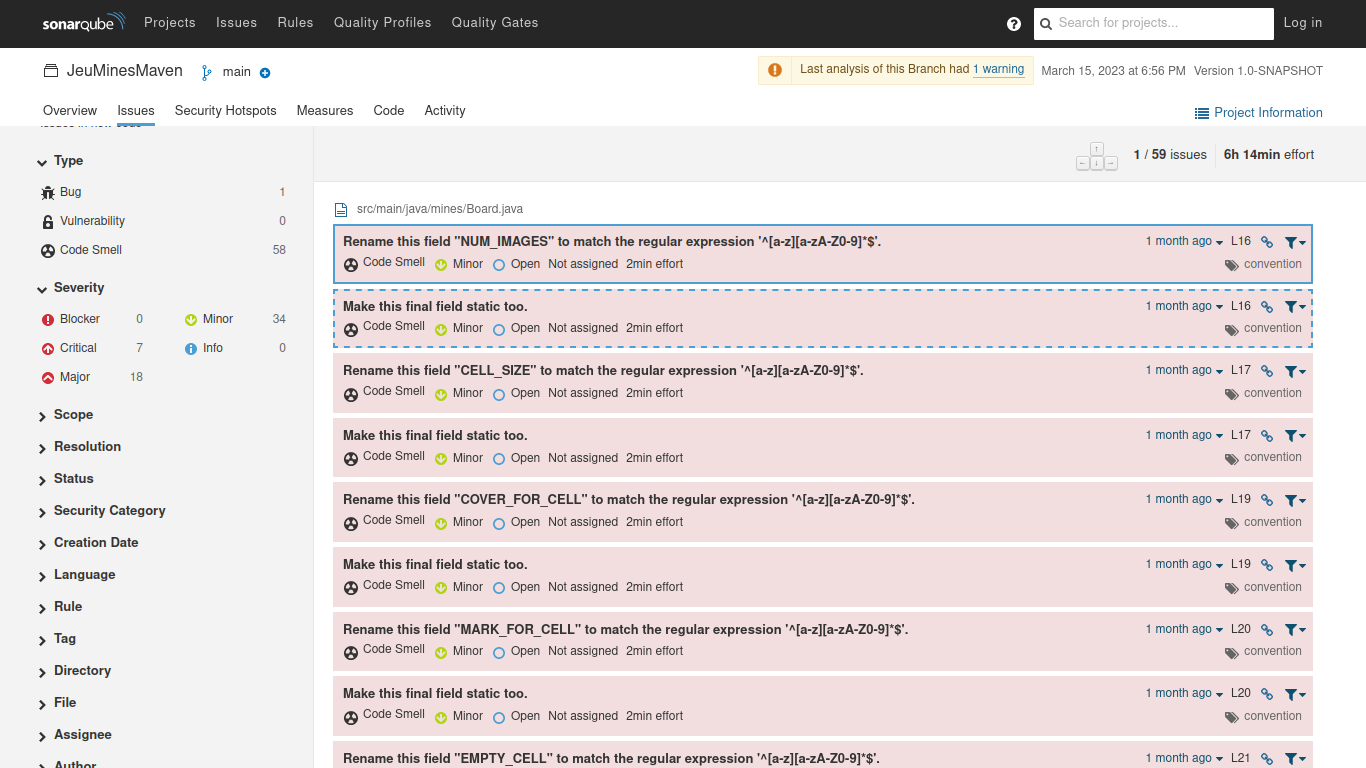 sonarqube Projects Issues Rules Quality Profiles Quality Gates ? Search for projects... Log in
JeuMinesMaven main Last analysis of this Branch had 1 warning March 15, 2023 at 6:56 PM Version 1.0-SNAPSHOT
Overview Issues Security Hotspots Measures Code Activity Project Information
Issues in new code
Type
Bug 1
Vulnerability 0
Code Smell 58
Severity
Blocker 0 Minor 34
Critical 7 Info 0
Major 18
Scope
Resolution
Status
Security Category
Creation Date
Language
Rule
Tag
Directory
File
Assignee
Author
1 / 59 issues 6h 14min effort
src/main/java/mines/Board.java
Rename this field "NUM_IMAGES" to match the regular expression '^[a-z][a-zA-Z0-9]*$'. 1 month ago L16
Code Smell Minor Open Not assigned 2min effort convention
Make this final field static too. 1 month ago L16
Code Smell Minor Open Not assigned 2min effort convention
Rename this field "CELL_SIZE" to match the regular expression '^[a-z][a-zA-Z0-9]*$'. 1 month ago L17
Code Smell Minor Open Not assigned 2min effort convention
Make this final field static too. 1 month ago L17
Code Smell Minor Open Not assigned 2min effort convention
Rename this field "COVER_FOR_CELL" to match the regular expression '^[a-z][a-zA-Z0-9]*$'. 1 month ago L19
Code Smell Minor Open Not assigned 2min effort convention
Make this final field static too. 1 month ago L19
Code Smell Minor Open Not assigned 2min effort convention
Rename this field "MARK_FOR_CELL" to match the regular expression '^[a-z][a-zA-Z0-9]*$'. 1 month ago L20
Code Smell Minor Open Not assigned 2min effort convention
Make this final field static too. 1 month ago L20
Code Smell Minor Open Not assigned 2min effort convention
Rename this field "EMPTY_CELL" to match the regular expression '^[a-z][a-zA-Z0-9]*$'. 1 month ago L21